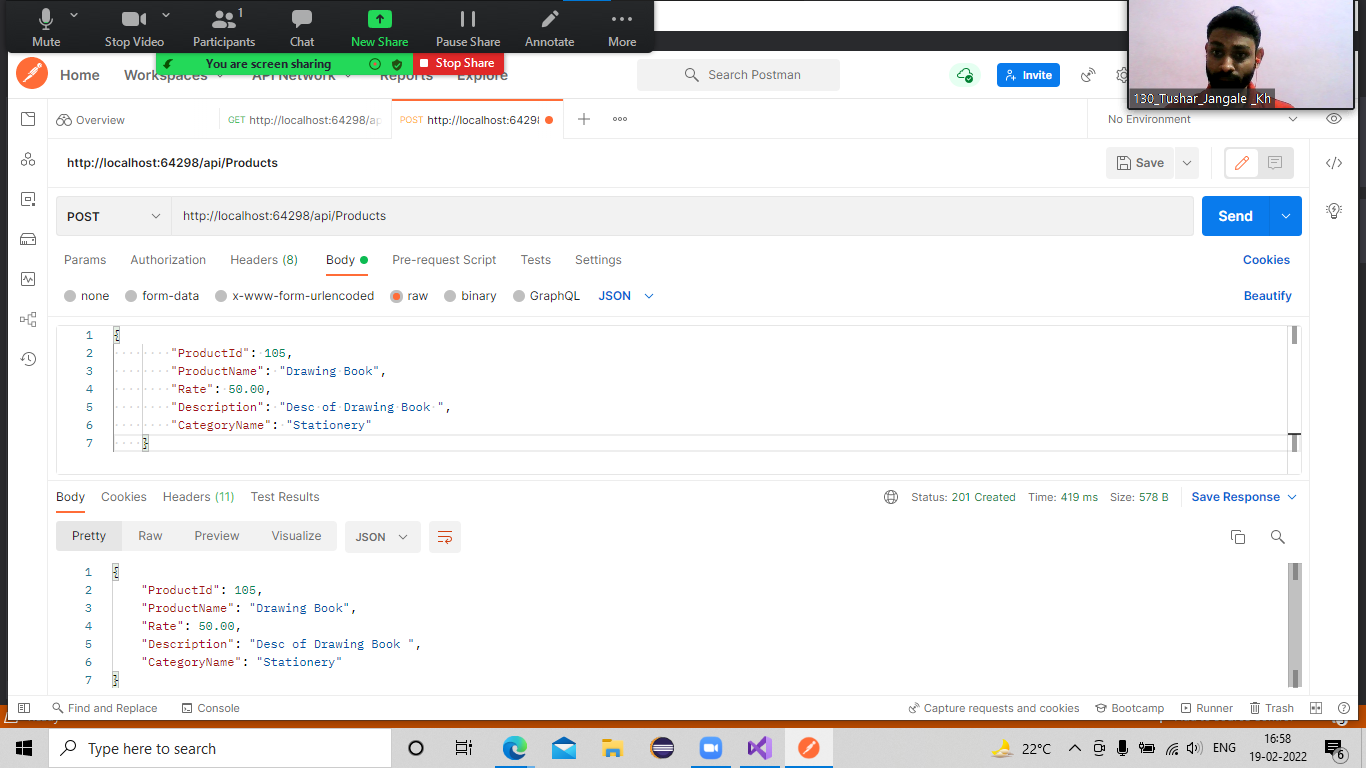 Mute
Stop Video
Participants
1
Chat
New Share
Pause Share
Annotate
More
You are screen sharing
Stop Share
Home
Workspaces
API Network
Reports
Explore
Search Postman
Invite
130_Tushar_Jangale _Kh
Overview
GET http://localhost:64298/ap
POST http://localhost:64298/
No Environment
http://localhost:64298/api/Products
Save
POST
http://localhost:64298/api/Products
Send
Params
Authorization
Headers (8)
Body
Pre-request Script
Tests
Settings
Cookies
none
form-data
x-www-form-urlencoded
raw
binary
GraphQL
JSON
Beautify
1 {
2 "ProductId": 105,
3 "ProductName": "Drawing Book",
4 "Rate": 50.00,
5 "Description": "Desc of Drawing Book ",
6 "CategoryName": "Stationery"
7 }
Body
Cookies
Headers (11)
Test Results
Status: 201 Created
Time: 419 ms
Size: 578 B
Save Response
Pretty
Raw
Preview
Visualize
JSON
1 {
2 "ProductId": 105,
3 "ProductName": "Drawing Book",
4 "Rate": 50.00,
5 "Description": "Desc of Drawing Book ",
6 "CategoryName": "Stationery"
7 }
Find and Replace
Console
Capture requests and cookies
Bootcamp
Runner
Trash
Type here to search
22°C
ENG
16:58
19-02-2022
6